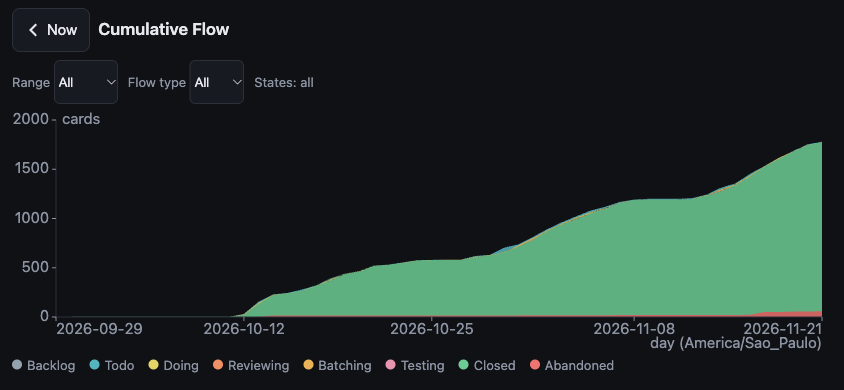 Now Cumulative Flow
Range All Flow type All States: all
2000 cards
1500
1000
500
0
2026-09-29 2026-10-12 2026-10-25 2026-11-08 2026-11-21
day (America/Sao_Paulo)
Backlog Todo Doing Reviewing Batching Testing Closed Abandoned